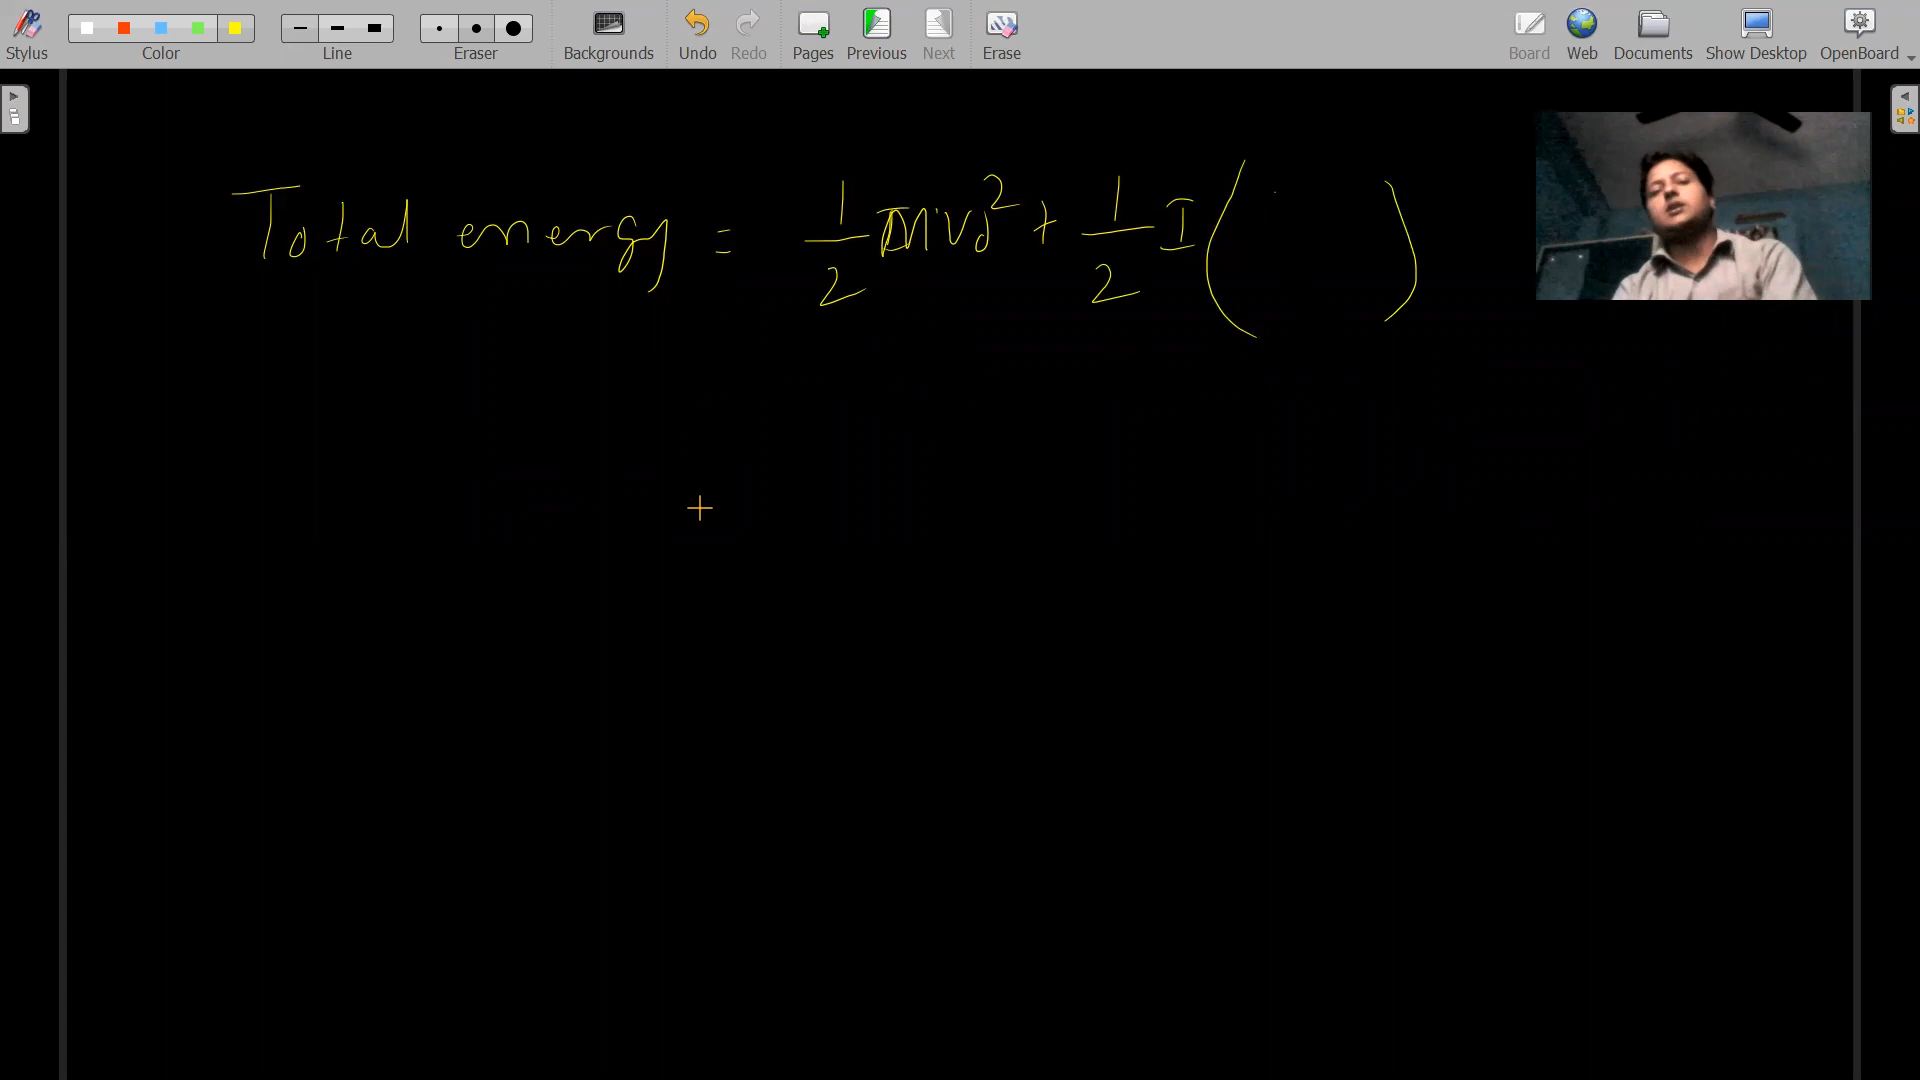 Stylus Color Line Eraser Backgrounds Undo Redo Pages Previous Next Erase Board Web Documents Show Desktop OpenBoard
Total energy = 1/2 mv₀² + 1/2 I ( )